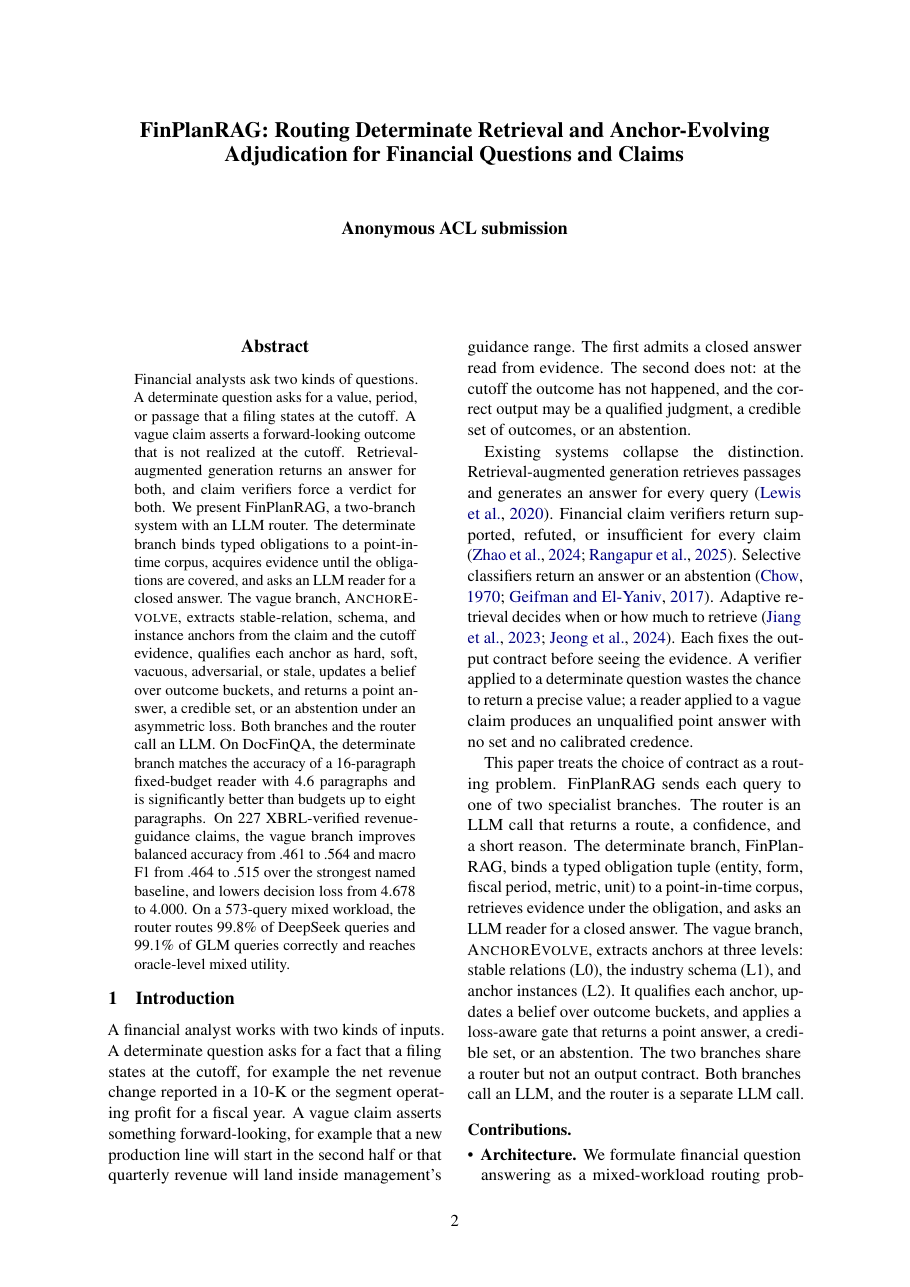 FinPlanRAG: Routing Determinate Retrieval and Anchor-Evolving
Adjudication for Financial Questions and Claims
Anonymous ACL submission
Abstract
Financial analysts ask two kinds of questions.
A determinate question asks for a value, period,
or passage that a filing states at the cutoff. A
vague claim asserts a forward-looking outcome
that is not realized at the cutoff. Retrieval-
augmented generation returns an answer for
both, and claim verifiers force a verdict for
both. We present FinPlanRAG, a two-branch
system with an LLM router. The determinate
branch binds typed obligations to a point-in-
time corpus, acquires evidence until the obliga-
tions are covered, and asks an LLM reader for a
closed answer. The vague branch, ANCHORE-
VOLVE, extracts stable-relation, schema, and
instance anchors from the claim and the cutoff
evidence, qualifies each anchor as hard, soft,
vacuous, adversarial, or stale, updates a belief
over outcome buckets, and returns a point an-
swer, a credible set, or an abstention under an
asymmetric loss. Both branches and the router
call an LLM. On DocFinQA, the determinate
branch matches the accuracy of a 16-paragraph
fixed-budget reader with 4.6 paragraphs and
is significantly better than budgets up to eight
paragraphs. On 227 XBRL-verified revenue-
guidance claims, the vague branch improves
balanced accuracy from .461 to .564 and macro
F1 from .464 to .515 over the strongest named
baseline, and lowers decision loss from 4.678
to 4.000. On a 573-query mixed workload, the
router routes 99.8% of DeepSeek queries and
99.1% of GLM queries correctly and reaches
oracle-level mixed utility.
1 Introduction
A financial analyst works with two kinds of inputs.
A determinate question asks for a fact that a filing
states at the cutoff, for example the net revenue
change reported in a 10-K or the segment operat-
ing profit for a fiscal year. A vague claim asserts
something forward-looking, for example that a new
production line will start in the second half or that
quarterly revenue will land inside management's
guidance range. The first admits a closed answer
read from evidence. The second does not: at the
cutoff the outcome has not happened, and the cor-
rect output may be a qualified judgment, a credible
set of outcomes, or an abstention.
Existing systems collapse the distinction.
Retrieval-augmented generation retrieves passages
and generates an answer for every query (Lewis
et al., 2020). Financial claim verifiers return sup-
ported, refuted, or insufficient for every claim
(Zhao et al., 2024; Rangapur et al., 2025). Selective
classifiers return an answer or an abstention (Chow,
1970; Geifman and El-Yaniv, 2017). Adaptive re-
trieval decides when or how much to retrieve (Jiang
et al., 2023; Jeong et al., 2024). Each fixes the out-
put contract before seeing the evidence. A verifier
applied to a determinate question wastes the chance
to return a precise value; a reader applied to a vague
claim produces an unqualified point answer with
no set and no calibrated credence.
This paper treats the choice of contract as a rout-
ing problem. FinPlanRAG sends each query to
one of two specialist branches. The router is an
LLM call that returns a route, a confidence, and
a short reason. The determinate branch, FinPlan-
RAG, binds a typed obligation tuple (entity, form,
fiscal period, metric, unit) to a point-in-time corpus,
retrieves evidence under the obligation, and asks an
LLM reader for a closed answer. The vague branch,
ANCHOREVOLVE, extracts anchors at three levels:
stable relations (L0), the industry schema (L1), and
anchor instances (L2). It qualifies each anchor, up-
dates a belief over outcome buckets, and applies a
loss-aware gate that returns a point answer, a credi-
ble set, or an abstention. The two branches share
a router but not an output contract. Both branches
call an LLM, and the router is a separate LLM call.
Contributions.
• Architecture. We formulate financial question
answering as a mixed-workload routing prob-
2